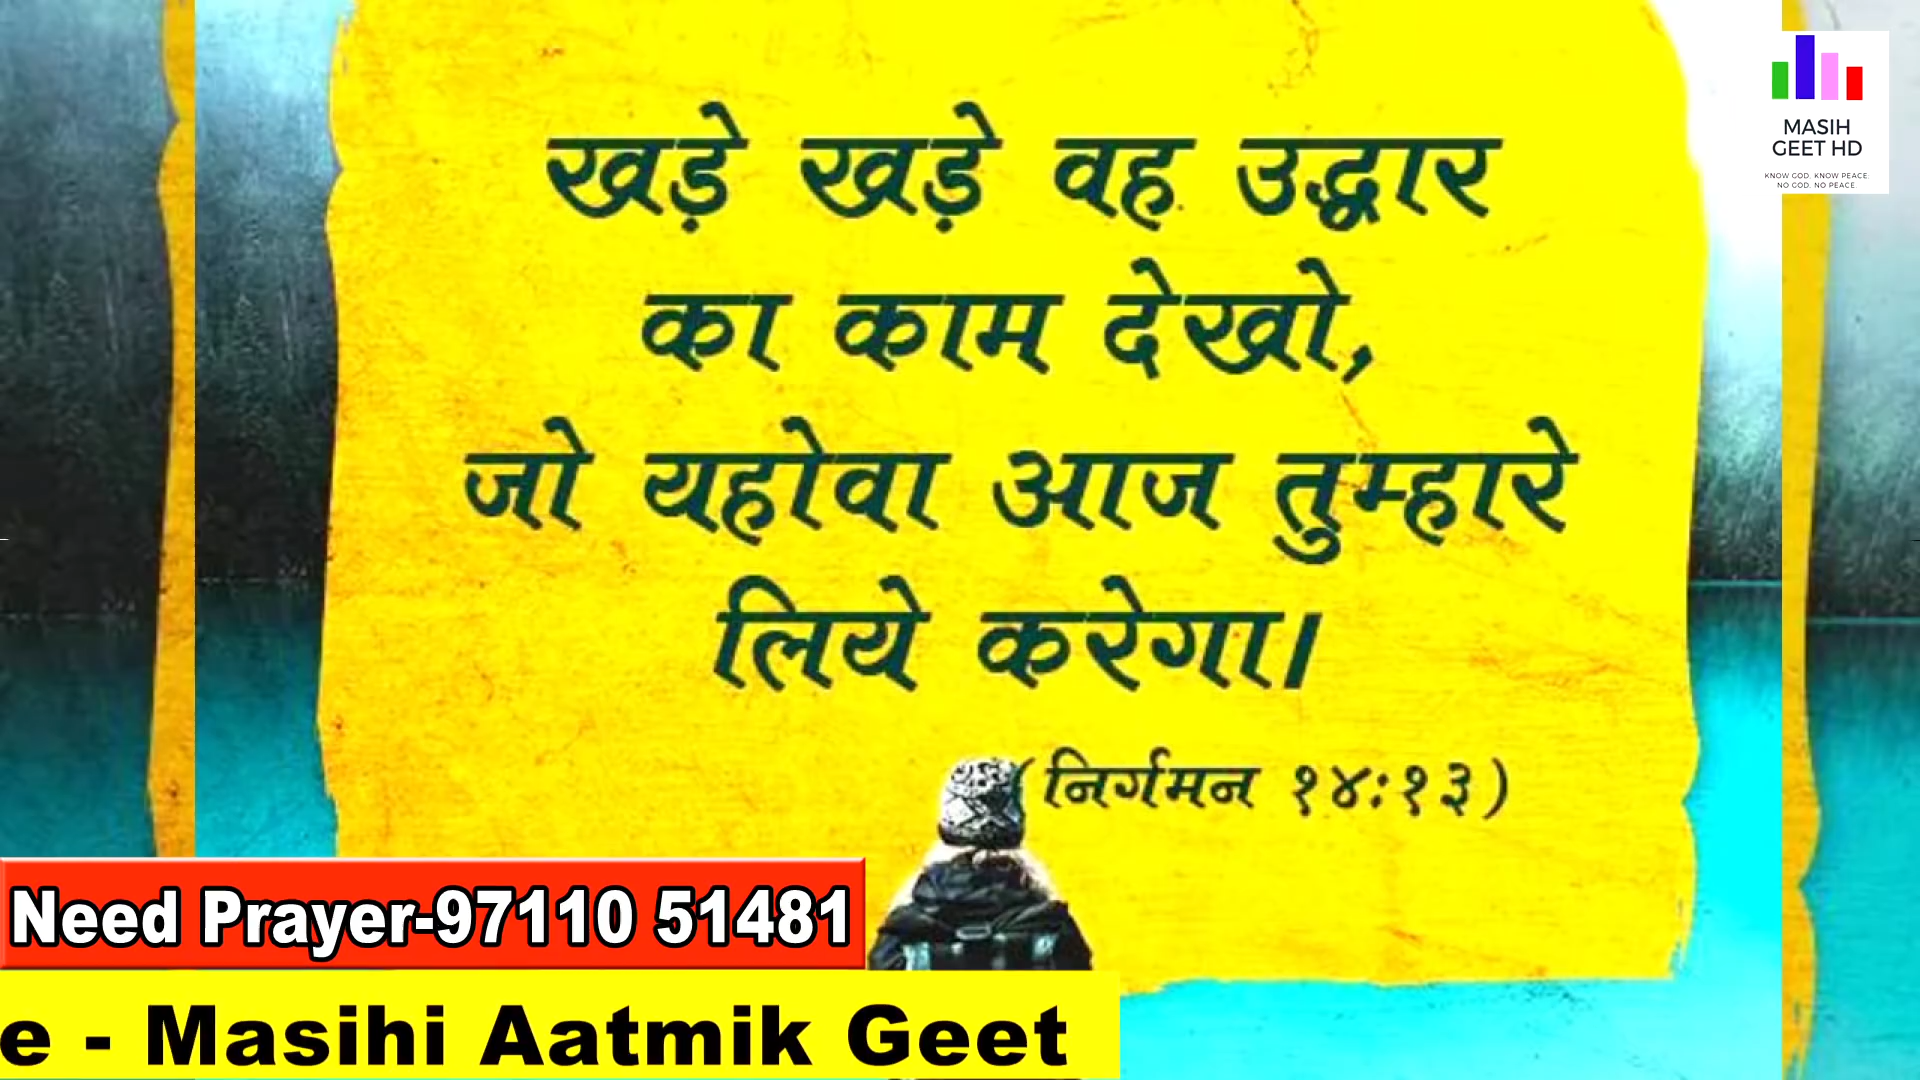 खड़े खड़े वह उद्धार
का काम देखो,
जो यहोवा आज तुम्हारे
लिये करेगा।
(निर्गमन १४:१३)
MASIH
GEET HD
KNOW GOD. KNOW PEACE.
NO GOD. NO PEACE.
Need Prayer-97110 51481
e - Masihi Aatmik Geet